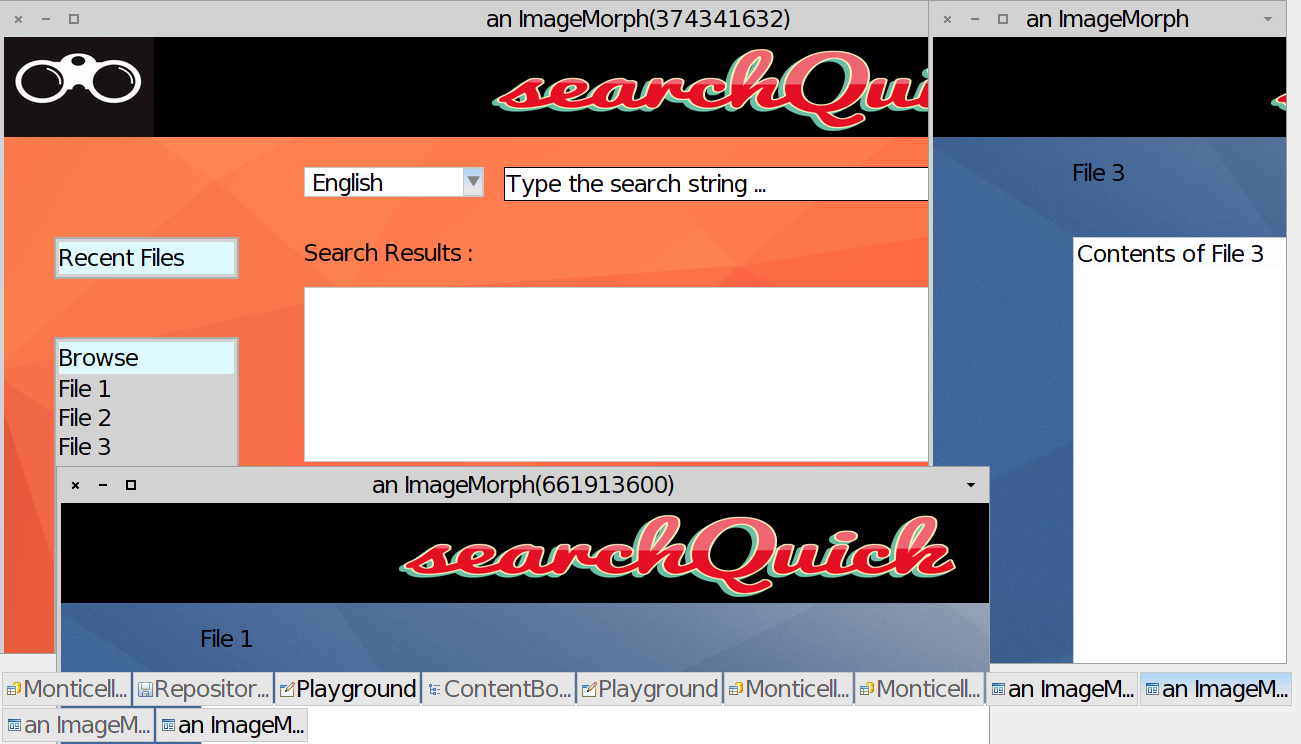 an ImageMorph(374341632)
searchQui
English
Type the search string ...
Recent Files
Search Results :
Browse
File 1
File 2
File 3
an ImageMorph
File 3
Contents of File 3
an ImageMorph(661913600)
searchQuick
File 1
Monticell... Repositor... Playground ContentBo... Playground Monticell... Monticell... an ImageM... an ImageM...
an ImageM... an ImageM...